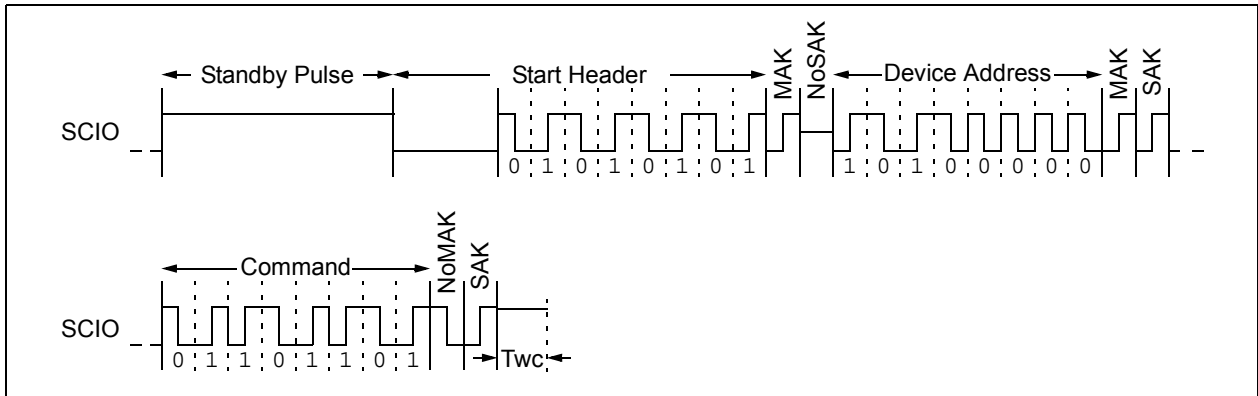 Standby Pulse
Start Header
MAK
NoSAK
Device Address
MAK
SAK
SCIO
0 1 0 1 0 1 0 1
1 0 1 0 0 0 0 0
Command
NoMAK
SAK
SCIO
0 1 1 0 1 1 0 1
Twc